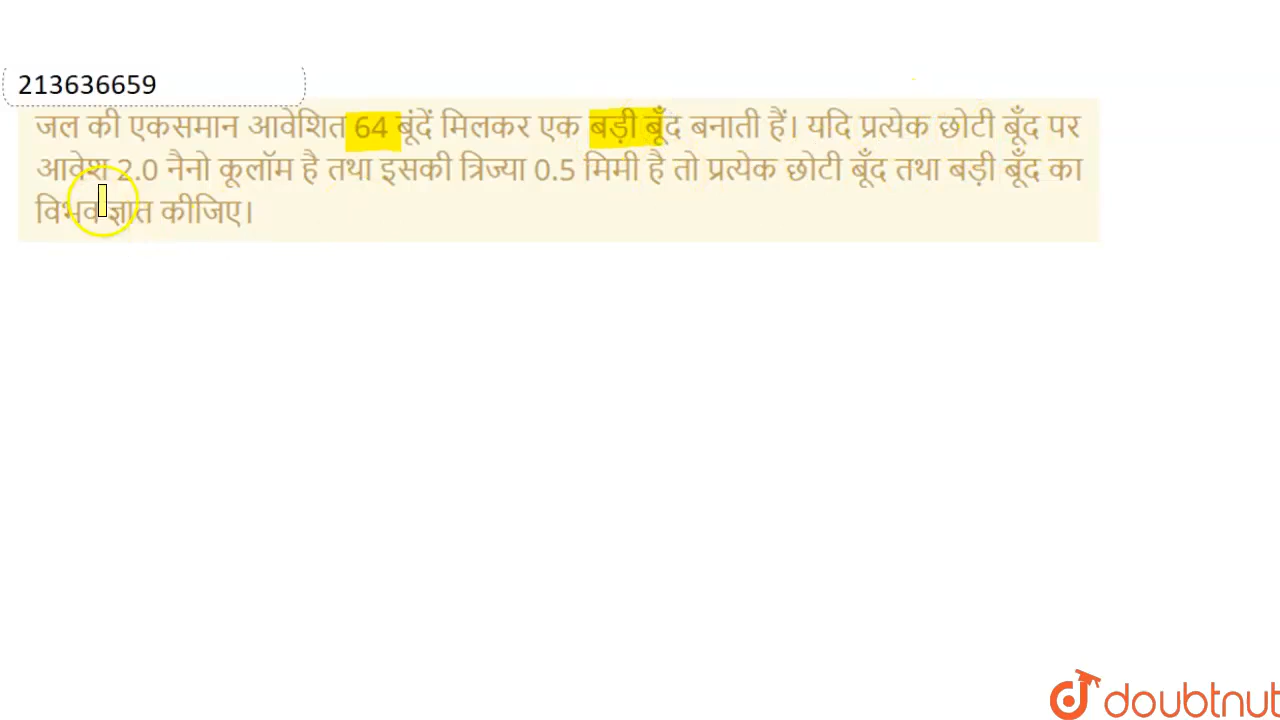 213636659
जल की एकसमान आवेशित 64 बूंदें मिलकर एक बड़ी बूँद बनाती हैं। यदि प्रत्येक छोटी बूँद पर
आवेश 2.0 नैनो कूलॉम है तथा इसकी त्रिज्या 0.5 मिमी है तो प्रत्येक छोटी बूँद तथा बड़ी बूँद का
विभव ज्ञात कीजिए।
doubtnut